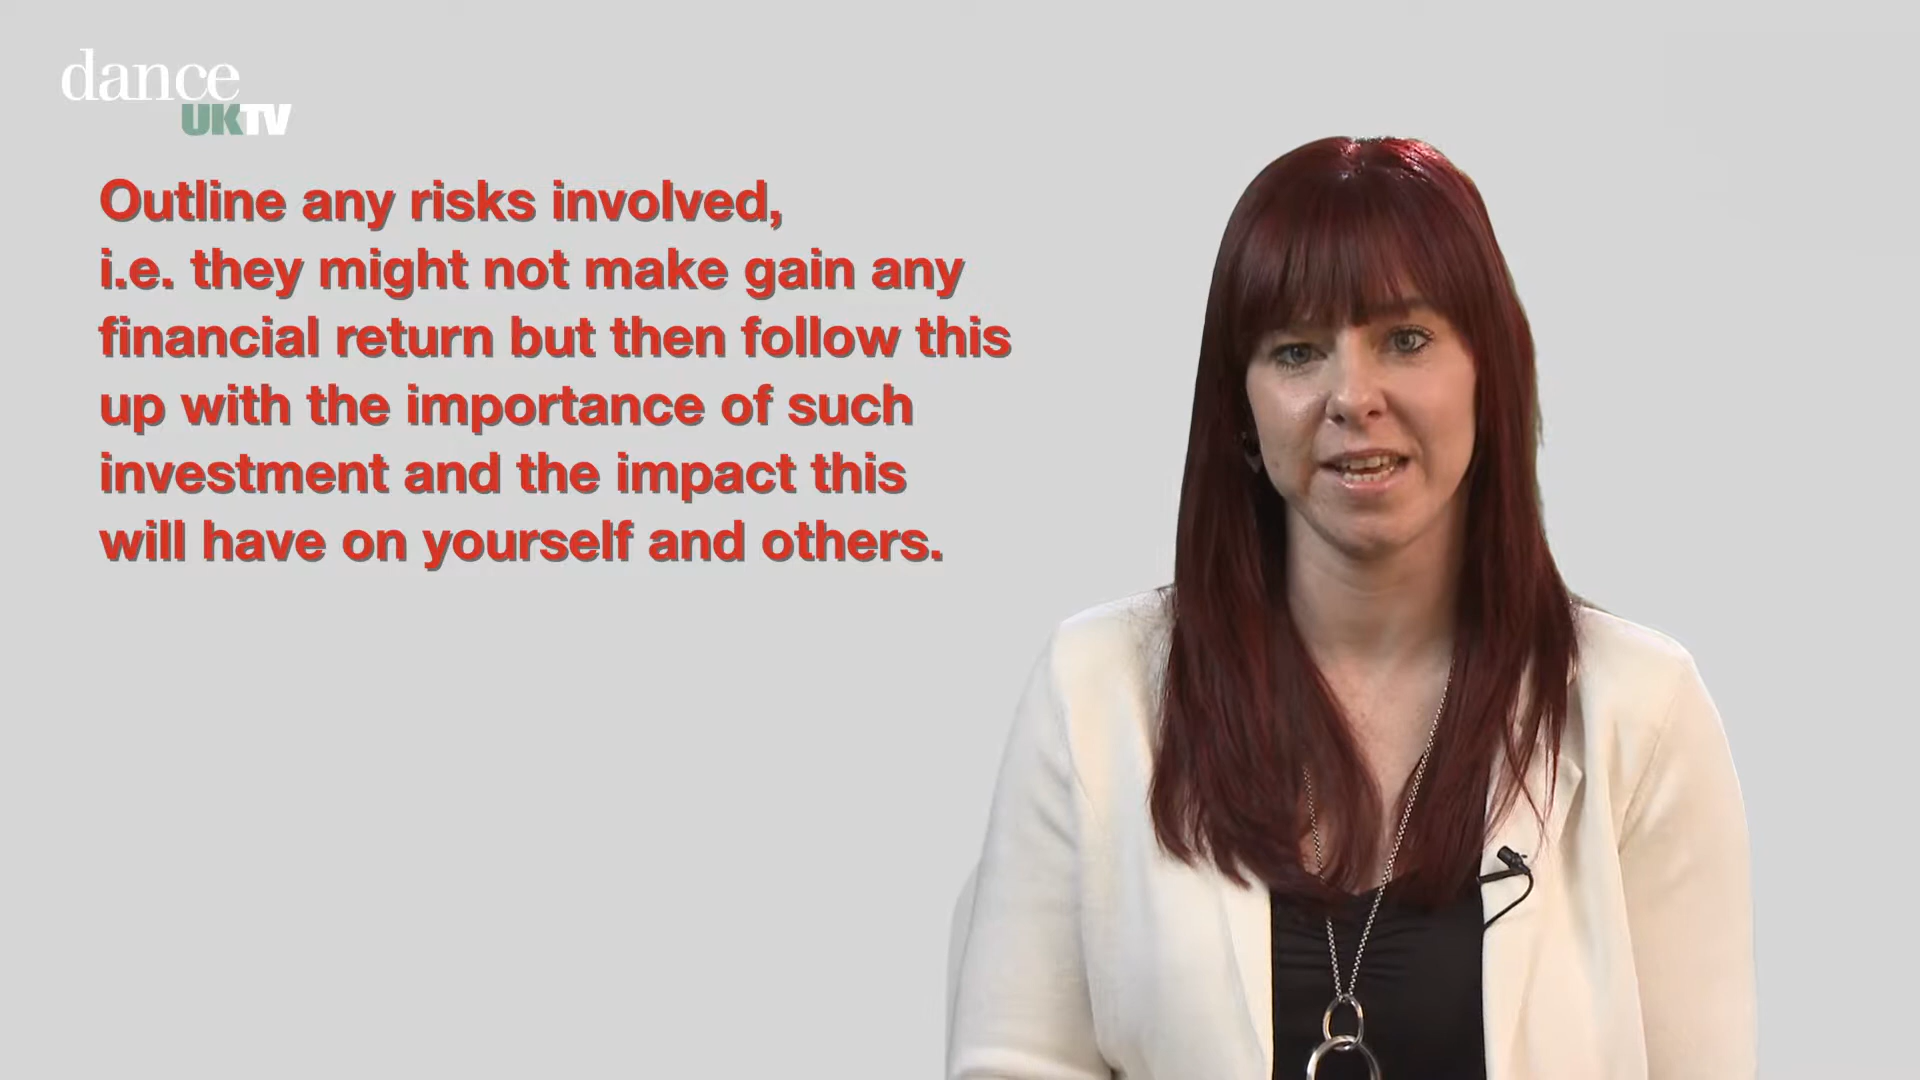 dance
UKTV
Outline any risks involved,
i.e. they might not make gain any
financial return but then follow this
up with the importance of such
investment and the impact this
will have on yourself and others.